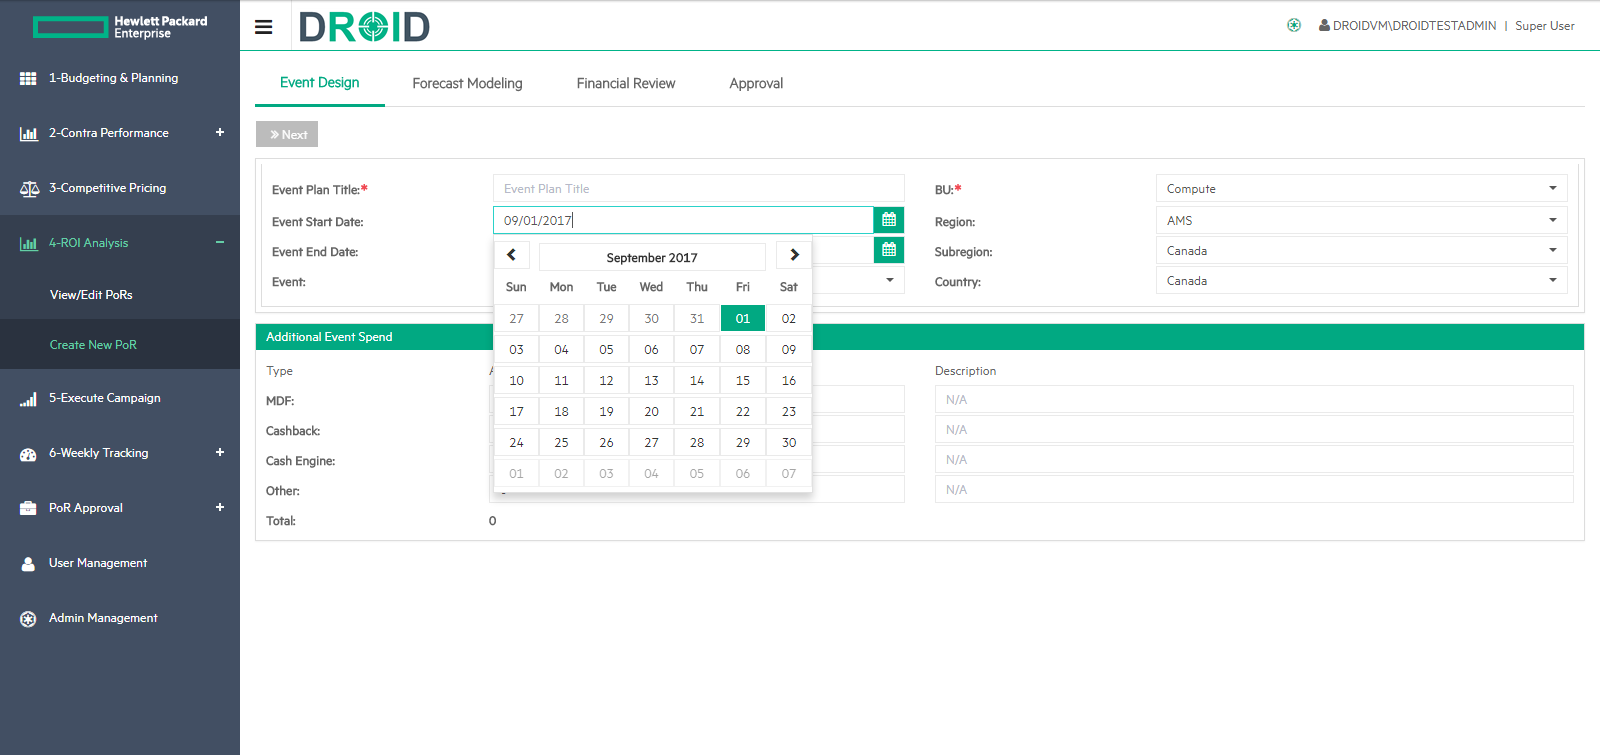 Hewlett Packard
Enterprise
1-Budgeting & Planning
2-Contra Performance +
3-Competitive Pricing
4-ROI Analysis −
View/Edit PoRs
Create New PoR
5-Execute Campaign
6-Weekly Tracking +
PoR Approval +
User Management
Admin Management
DROID
DROIDVM\DROIDTESTADMIN | Super User
Event Design Forecast Modeling Financial Review Approval
» Next
Event Plan Title:* Event Plan Title BU:* Compute
Event Start Date: 09/01/2017 Region: AMS
Event End Date: Subregion: Canada
Event: Country: Canada
September 2017
Sun Mon Tue Wed Thu Fri Sat
27 28 29 30 31 01 02
03 04 05 06 07 08 09
10 11 12 13 14 15 16
17 18 19 20 21 22 23
24 25 26 27 28 29 30
01 02 03 04 05 06 07
Additional Event Spend
Type Description
MDF: N/A
Cashback: N/A
Cash Engine: N/A
Other: N/A
Total: 0